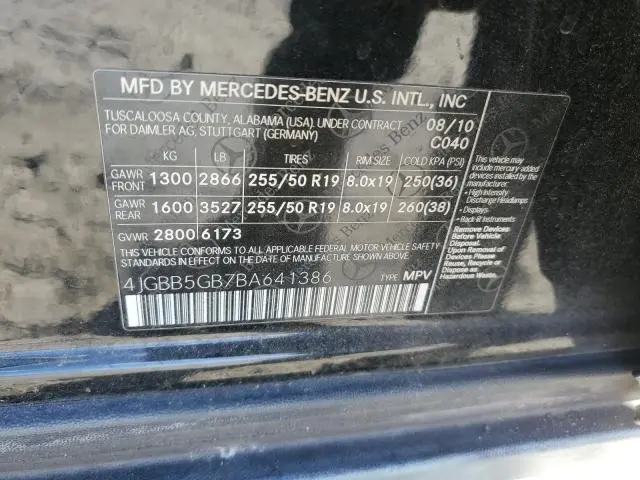 MFD BY MERCEDES-BENZ U.S. INTL., INC
TUSCALOOSA COUNTY, ALABAMA (USA). UNDER CONTRACT 08/10
FOR DAIMLER AG, STUTTGART (GERMANY) C040
KG LB TIRES RIM SIZE COLD KPA (PSI)
GAWR FRONT 1300 2866 255/50 R19 8.0x19 250(36)
GAWR REAR 1600 3527 255/50 R19 8.0x19 260(38)
GVWR 2800 6173
THIS VEHICLE CONFORMS TO ALL APPLICABLE FEDERAL MOTOR VEHICLE SAFETY
STANDARDS IN EFFECT ON THE DATE OF MANUFACTURE SHOWN ABOVE.
4JGBB5GB7BA641386 TYPE MPV
This vehicle may
include mercury added
devices installed by the
manufacturer:
• High Intensity
Discharge Headlamps
• Displays
• Back-lit Instruments
Remove Devices
Before Vehicle
Disposal.
Please Reuse, Recycle
or Dispose as
Hazardous Waste.